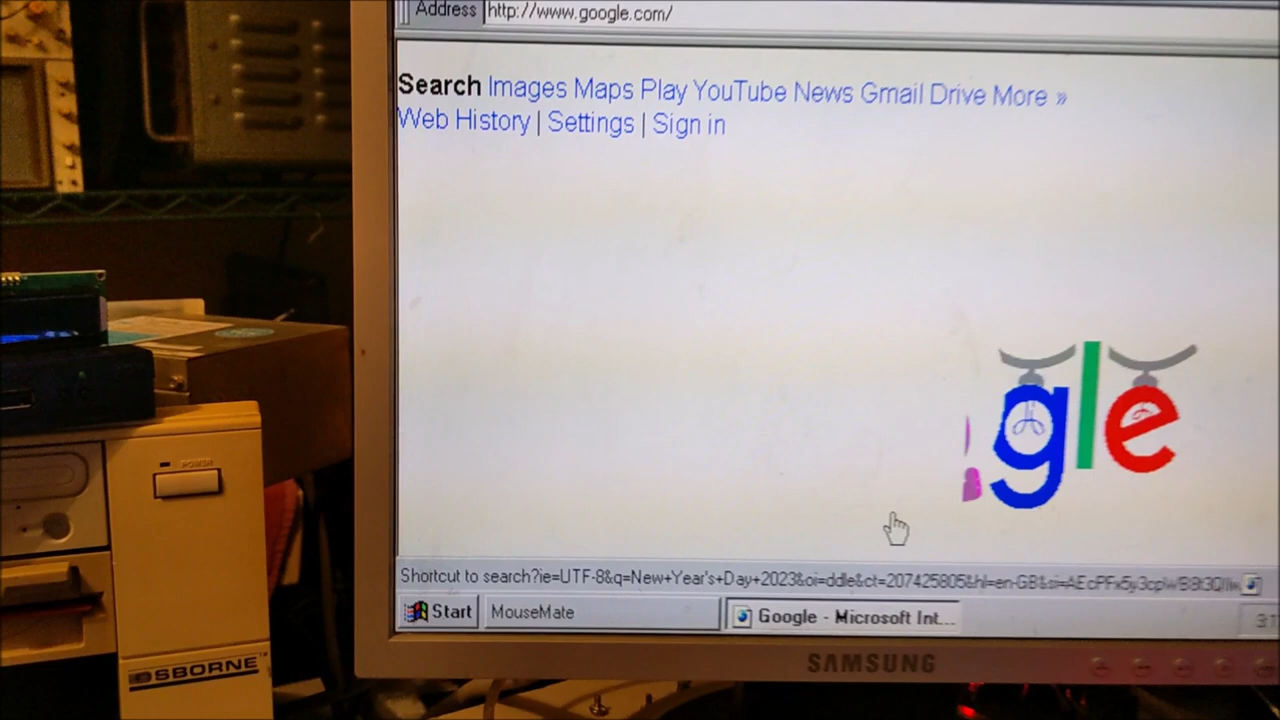 Address http://www.google.com/
Search Images Maps Play YouTube News Gmail Drive More »
Web History | Settings | Sign in
gle
Shortcut to search?ie=UTF-8&q=New+Year's+Day+2023&oi=ddle&ct=207425805&hl=en-GB&si=
Start MouseMate Google - Microsoft Int...
SAMSUNG
POWER
OSBORNE